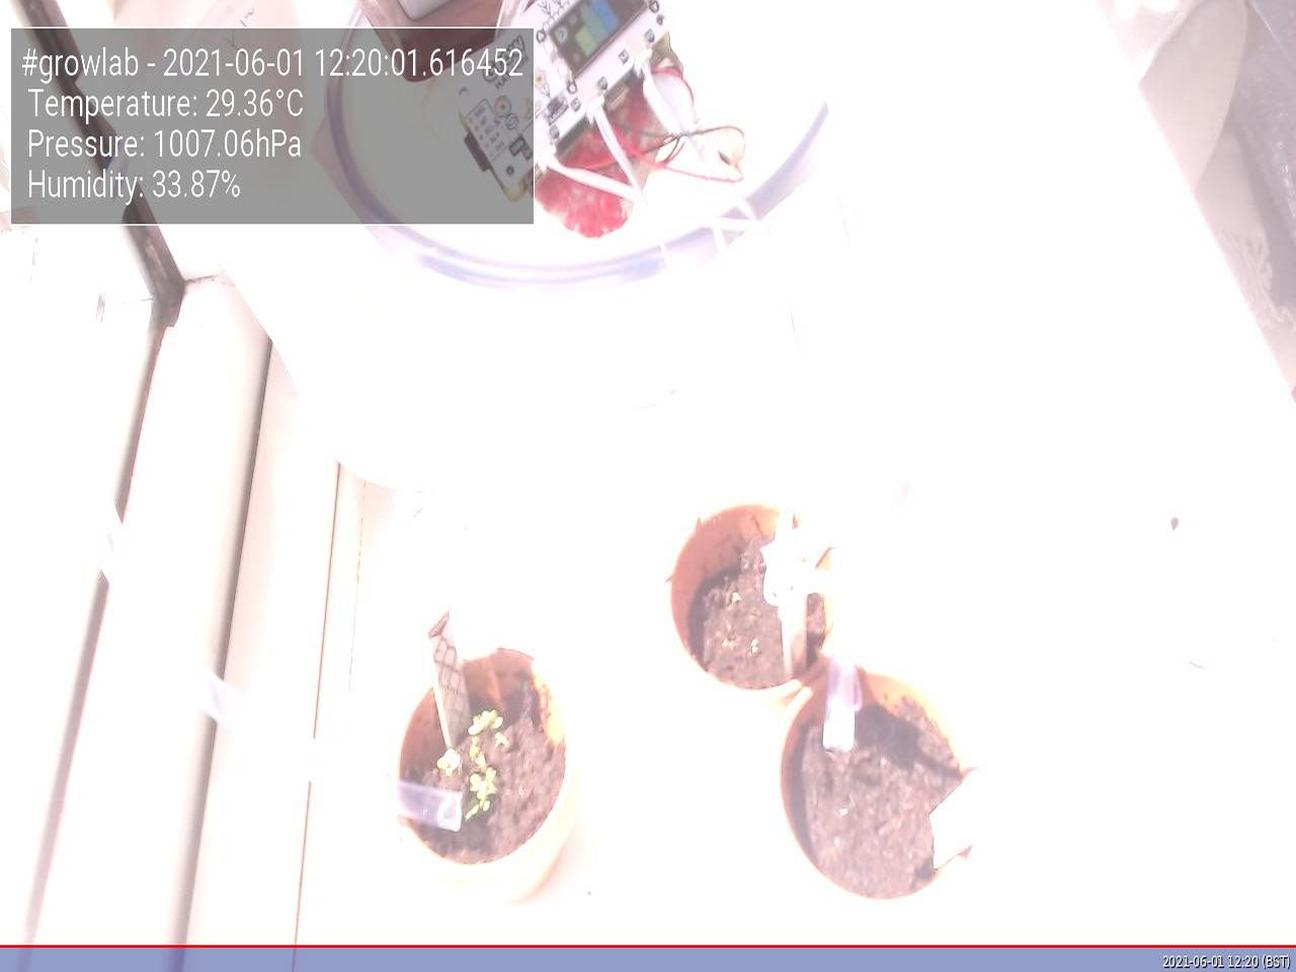 #growlab - 2021-06-01 12:20:01.616452
Temperature: 29.36°C
Pressure: 1007.06hPa
Humidity: 33.87%
2021-06-01 12:20 (BST)